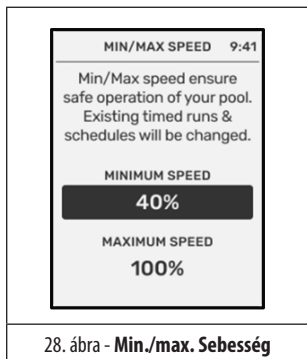 MIN/MAX SPEED 9:41
Min/Max speed ensure
safe operation of your pool.
Existing timed runs &
schedules will be changed.
MINIMUM SPEED
40%
MAXIMUM SPEED
100%
28. ábra - Min./max. Sebesség